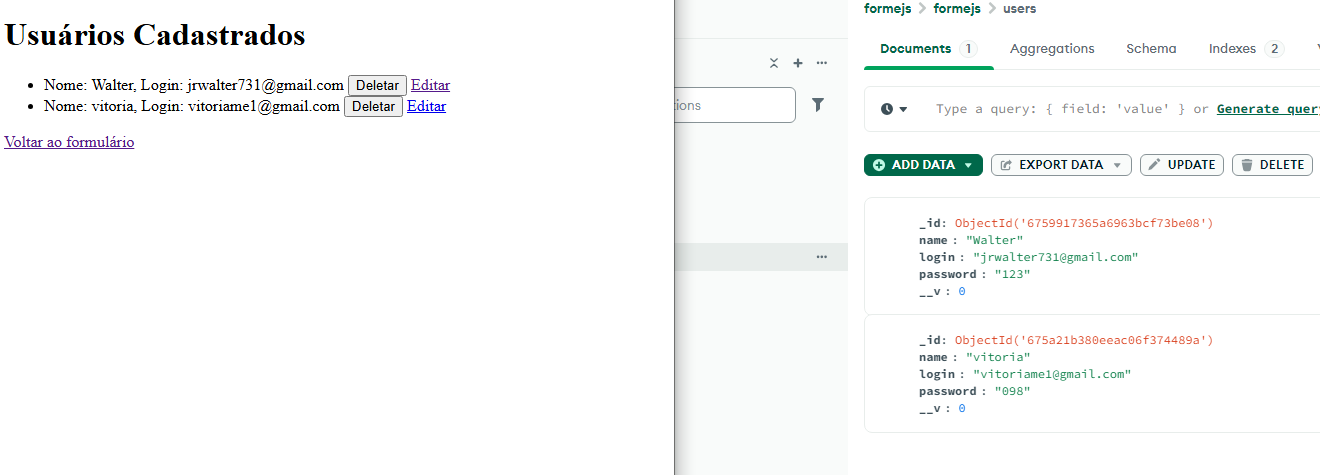 Usuários Cadastrados
Nome: Walter, Login: jrwalter731@gmail.com Deletar Editar
Nome: vitoria, Login: vitoriame1@gmail.com Deletar Editar
Voltar ao formulário
formejs > formejs > users
Documents 1 Aggregations Schema Indexes 2
Type a query: { field: 'value' } or Generate query
ADD DATA EXPORT DATA UPDATE DELETE
_id: ObjectId('6759917365a6963bcf73be08')
name : "Walter"
login : "jrwalter731@gmail.com"
password : "123"
__v : 0
_id: ObjectId('675a21b380eeac06f374489a')
name : "vitoria"
login : "vitoriame1@gmail.com"
password : "098"
__v : 0